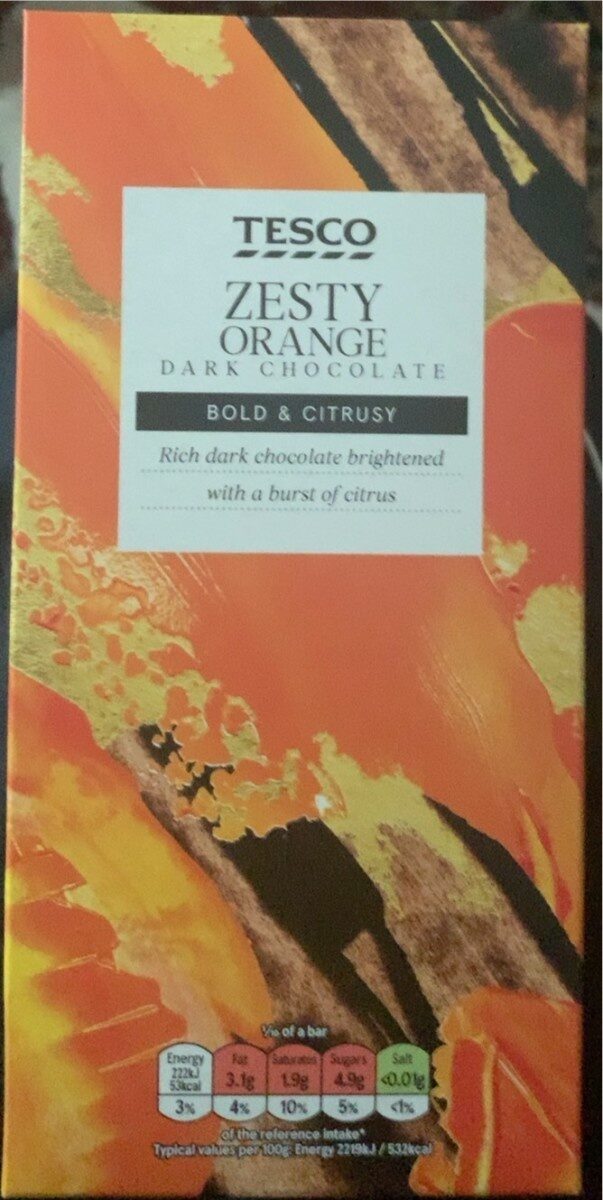 TESCO
ZESTY
ORANGE
DARK CHOCOLATE
BOLD & CITRUSY
Rich dark chocolate brightened
with a burst of citrus
1/10 of a bar
Energy 222kJ 53kcal 3%
Fat 3.1g 4%
Saturates 1.9g 10%
Sugars 4.9g 5%
Salt <0.01g <1%
of the reference intake*
Typical values per 100g: Energy 2219kJ / 532kcal